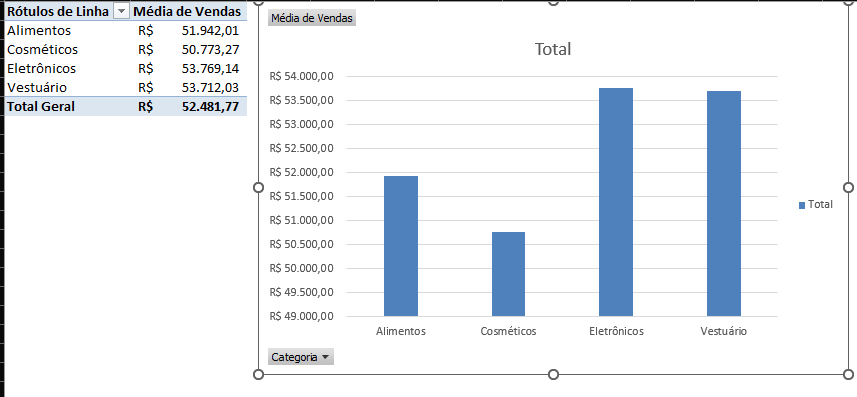 Rótulos de Linha Média de Vendas
Alimentos R$ 51.942,01
Cosméticos R$ 50.773,27
Eletrônicos R$ 53.769,14
Vestuário R$ 53.712,03
Total Geral R$ 52.481,77
Média de Vendas
Total
R$ 54.000,00
R$ 53.500,00
R$ 53.000,00
R$ 52.500,00
R$ 52.000,00
R$ 51.500,00
R$ 51.000,00
R$ 50.500,00
R$ 50.000,00
R$ 49.500,00
R$ 49.000,00
Alimentos Cosméticos Eletrônicos Vestuário
Total
Categoria